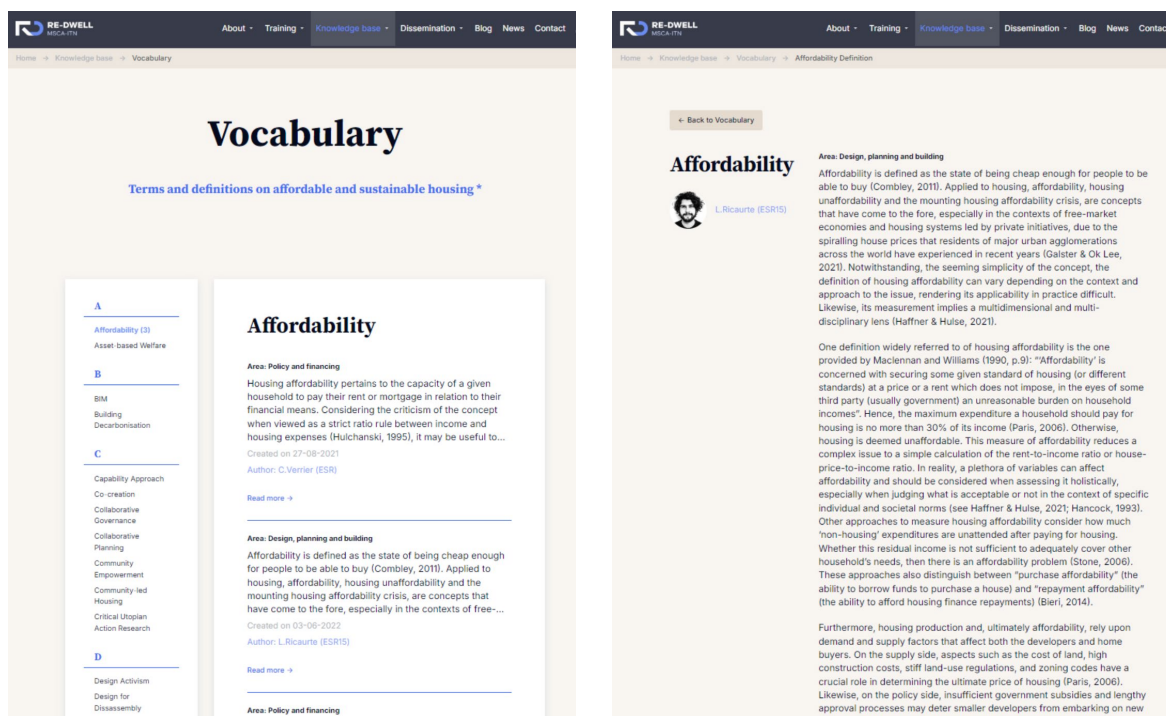 RE-DWELL
MSCA-ITN
About
Training
Knowledge base
Dissemination
Blog
News
Contact
Home → Knowledge base → Vocabulary
Vocabulary
Terms and definitions on affordable and sustainable housing *
A
Affordability (3)
Asset-based Welfare
B
BIM
Building
Decarbonisation
C
Capability Approach
Co-creation
Collaborative
Governance
Collaborative
Planning
Community
Empowerment
Community-led
Housing
Critical Utopian
Action Research
D
Design Activism
Design for
Dissassembly
Affordability
Area: Policy and financing
Housing affordability pertains to the capacity of a given
household to pay their rent or mortgage in relation to their
financial means. Considering the criticism of the concept
when viewed as a strict ratio rule between income and
housing expenses (Hulchanski, 1995), it may be useful to...
Created on 27-08-2021
Author: C.Verrier (ESR)
Read more →
Area: Design, planning and building
Affordability is defined as the state of being cheap enough
for people to be able to buy (Combley, 2011). Applied to
housing, affordability, housing unaffordability and the
mounting housing affordability crisis, are concepts that
have come to the fore, especially in the contexts of free-...
Created on 03-06-2022
Author: L.Ricaurte (ESR15)
Read more →
Area: Policy and financing
RE-DWELL
MSCA-ITN
About
Training
Knowledge base
Dissemination
Blog
News
Contac
Home → Knowledge base → Vocabulary → Affordability Definition
← Back to Vocabulary
Affordability
L.Ricaurte (ESR15)
Area: Design, planning and building
Affordability is defined as the state of being cheap enough for people to be
able to buy (Combley, 2011). Applied to housing, affordability, housing
unaffordability and the mounting housing affordability crisis, are concepts
that have come to the fore, especially in the contexts of free-market
economies and housing systems led by private initiatives, due to the
spiralling house prices that residents of major urban agglomerations
across the world have experienced in recent years (Galster & Ok Lee,
2021). Notwithstanding, the seeming simplicity of the concept, the
definition of housing affordability can vary depending on the context and
approach to the issue, rendering its applicability in practice difficult.
Likewise, its measurement implies a multidimensional and multi-
disciplinary lens (Haffner & Hulse, 2021).
One definition widely referred to of housing affordability is the one
provided by Maclennan and Williams (1990, p.9): "'Affordability' is
concerned with securing some given standard of housing (or different
standards) at a price or a rent which does not impose, in the eyes of some
third party (usually government) an unreasonable burden on household
incomes". Hence, the maximum expenditure a household should pay for
housing is no more than 30% of its income (Paris, 2006). Otherwise,
housing is deemed unaffordable. This measure of affordability reduces a
complex issue to a simple calculation of the rent-to-income ratio or house-
price-to-income ratio. In reality, a plethora of variables can affect
affordability and should be considered when assessing it holistically,
especially when judging what is acceptable or not in the context of specific
individual and societal norms (see Haffner & Hulse, 2021; Hancock, 1993).
Other approaches to measure housing affordability consider how much
'non-housing' expenditures are unattended after paying for housing.
Whether this residual income is not sufficient to adequately cover other
household's needs, then there is an affordability problem (Stone, 2006).
These approaches also distinguish between "purchase affordability" (the
ability to borrow funds to purchase a house) and "repayment affordability"
(the ability to afford housing finance repayments) (Bieri, 2014).
Furthermore, housing production and, ultimately affordability, rely upon
demand and supply factors that affect both the developers and home
buyers. On the supply side, aspects such as the cost of land, high
construction costs, stiff land-use regulations, and zoning codes have a
crucial role in determining the ultimate price of housing (Paris, 2006).
Likewise, on the policy side, insufficient government subsidies and lengthy
approval processes may deter smaller developers from embarking on new